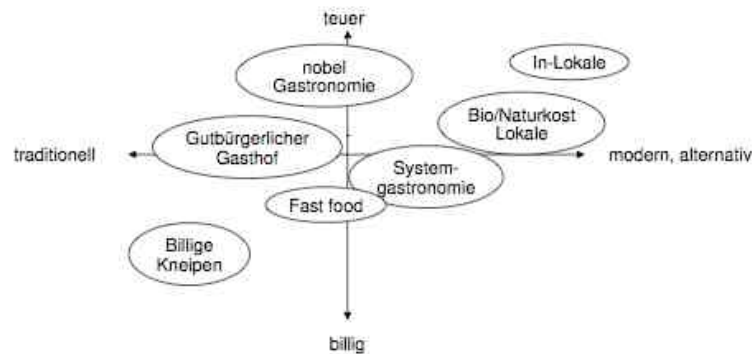 teuer
nobel
Gastronomie
In-Lokale
Bio/Naturkost
Lokale
Gutbürgerlicher
Gasthof
traditionell
modern, alternativ
System-
gastronomie
Fast food
Billige
Kneipen
billig